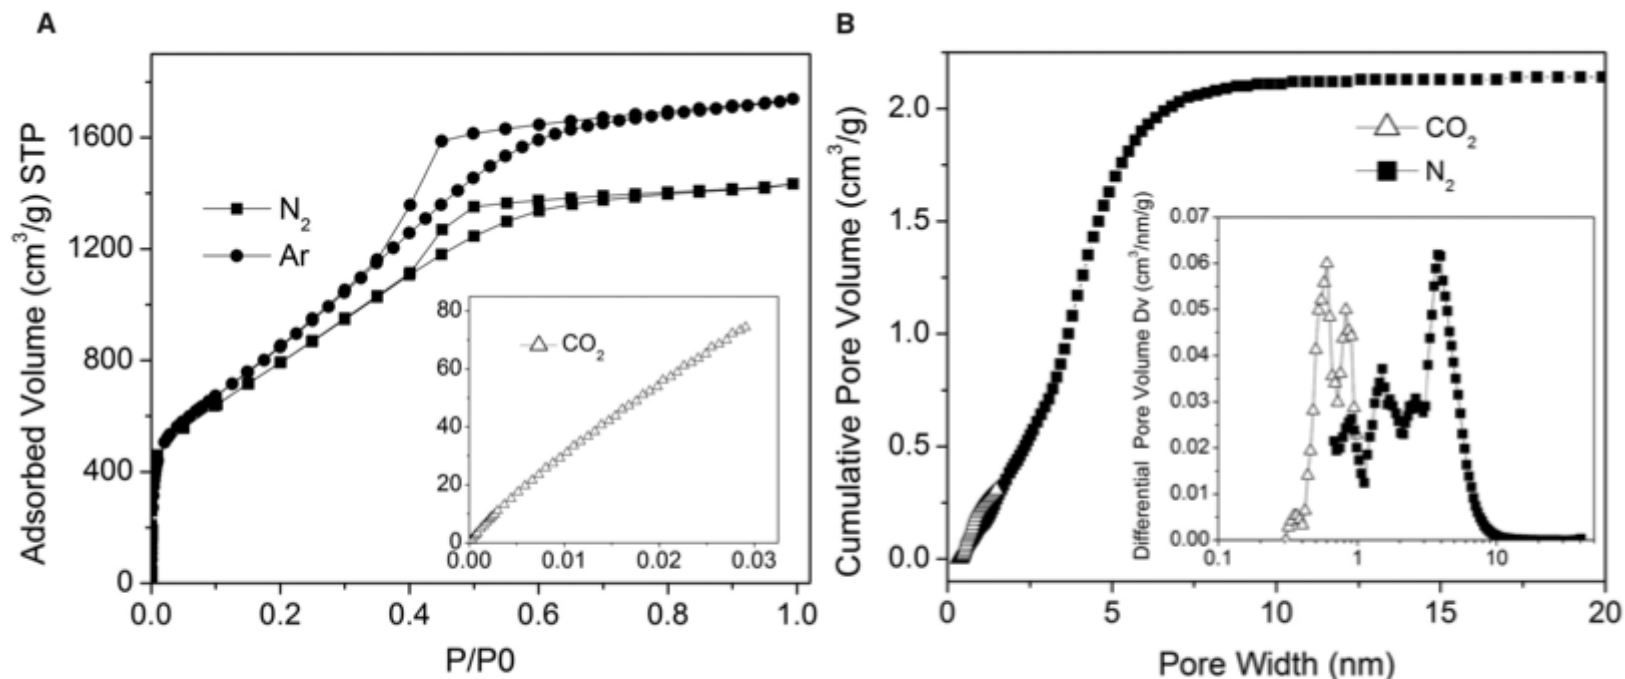 A
Adsorbed Volume (cm³/g) STP
1600
1200
800
400
0
N₂
Ar
0.0 0.2 0.4 0.6 0.8 1.0
P/P0
80
60
40
20
0
CO₂
0.00 0.01 0.02 0.03
B
Cumulative Pore Volume (cm³/g)
2.0
1.5
1.0
0.5
0.0
CO₂
N₂
0 5 10 15 20
Pore Width (nm)
Differential Pore Volume Dv (cm³/nm/g)
0.07
0.06
0.05
0.04
0.03
0.02
0.01
0.00
0.1 1 10